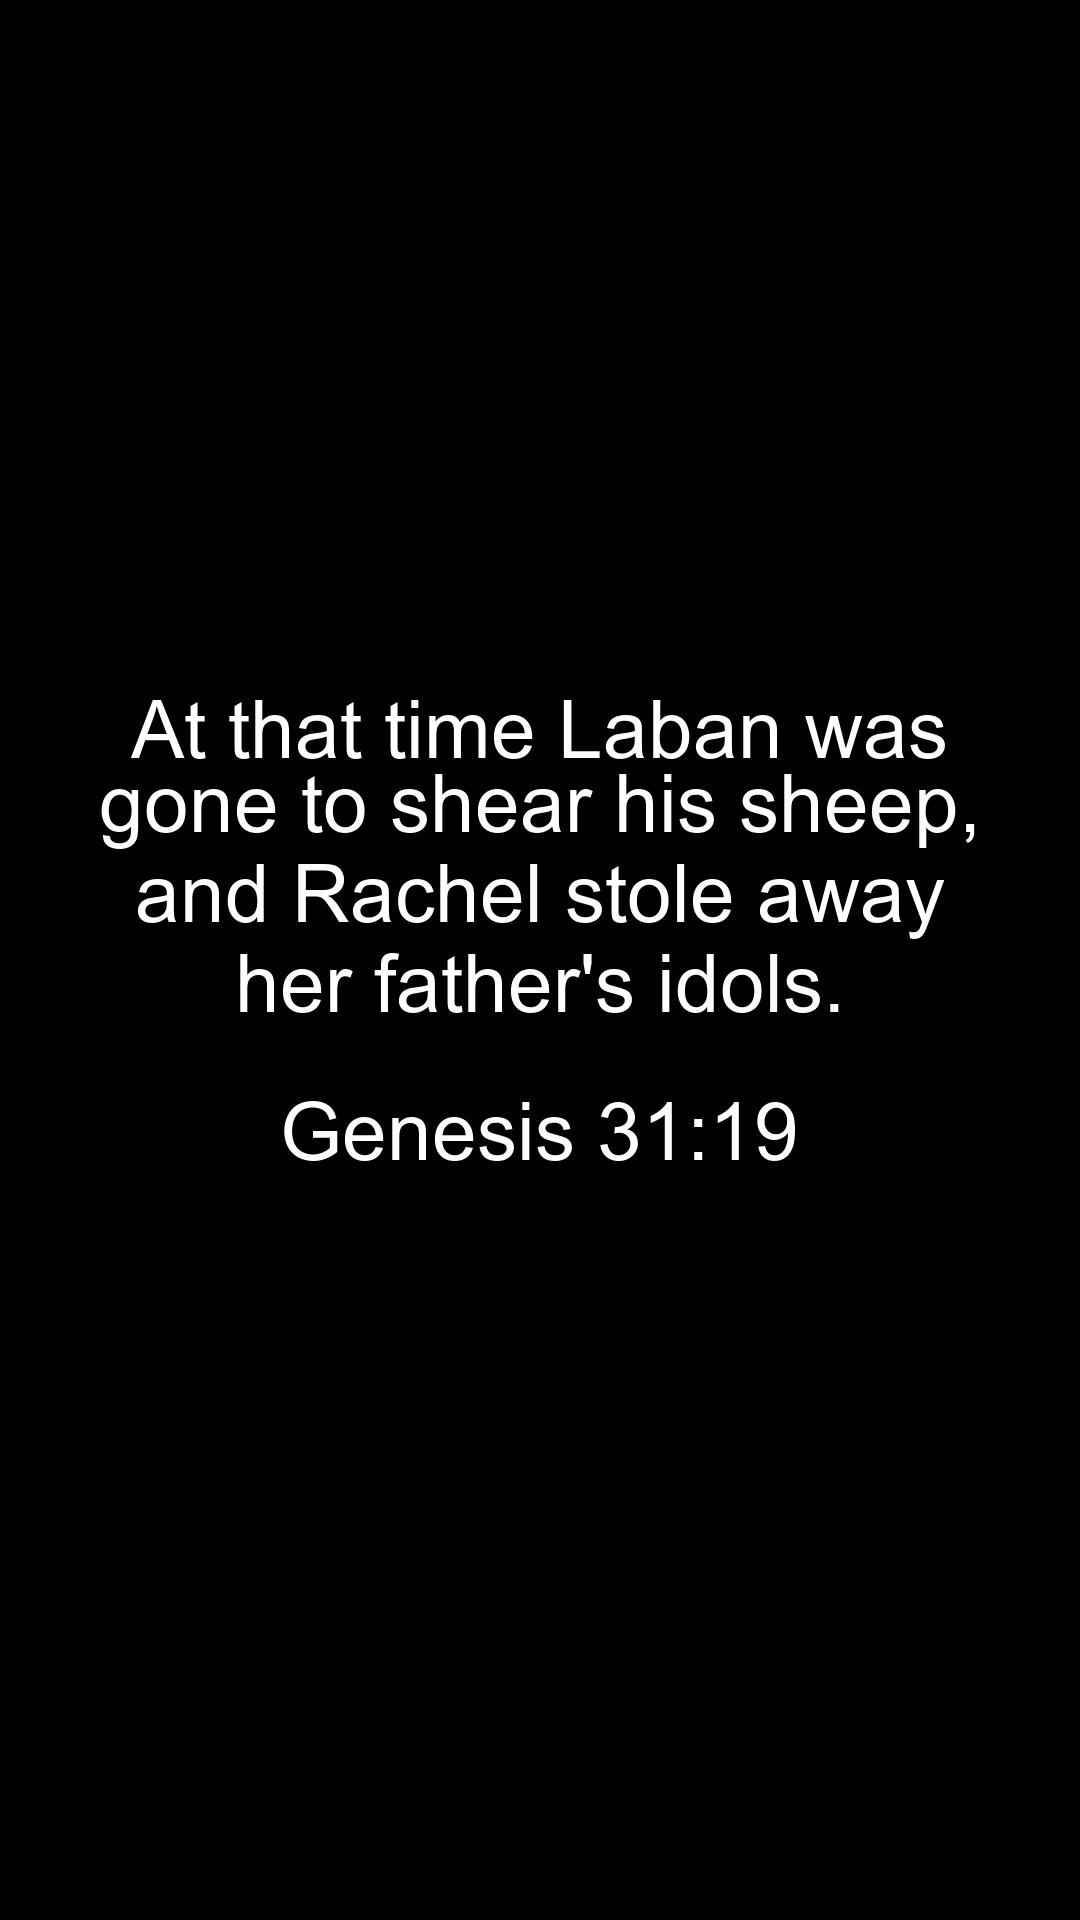 At that time Laban was
gone to shear his sheep,
and Rachel stole away
her father's idols.
Genesis 31:19